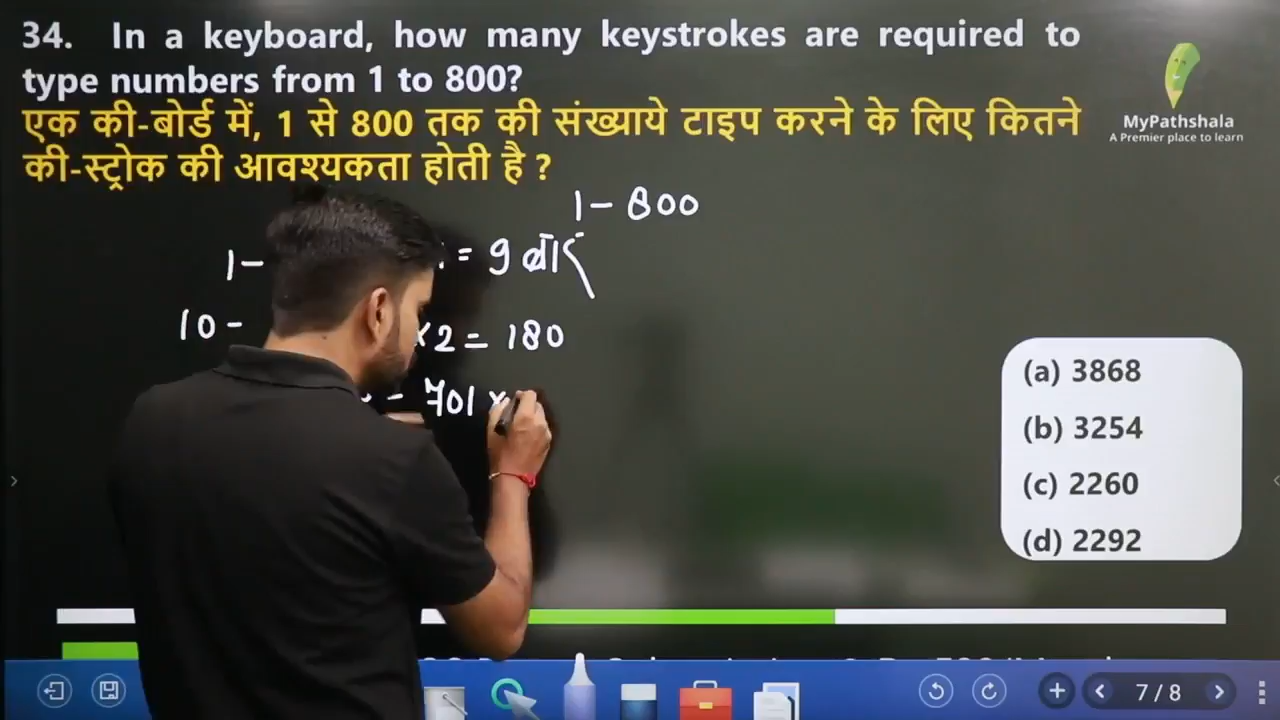 34. In a keyboard, how many keystrokes are required to
type numbers from 1 to 800?
एक की-बोर्ड में, 1 से 800 तक की संख्याये टाइप करने के लिए कितने
की-स्ट्रोक की आवश्यकता होती है ?
MyPathshala
A Premier place to learn
1 - 800
1 -
= 9
10 -
×2 = 180
- 701 ×
(a) 3868
(b) 3254
(c) 2260
(d) 2292
7 / 8